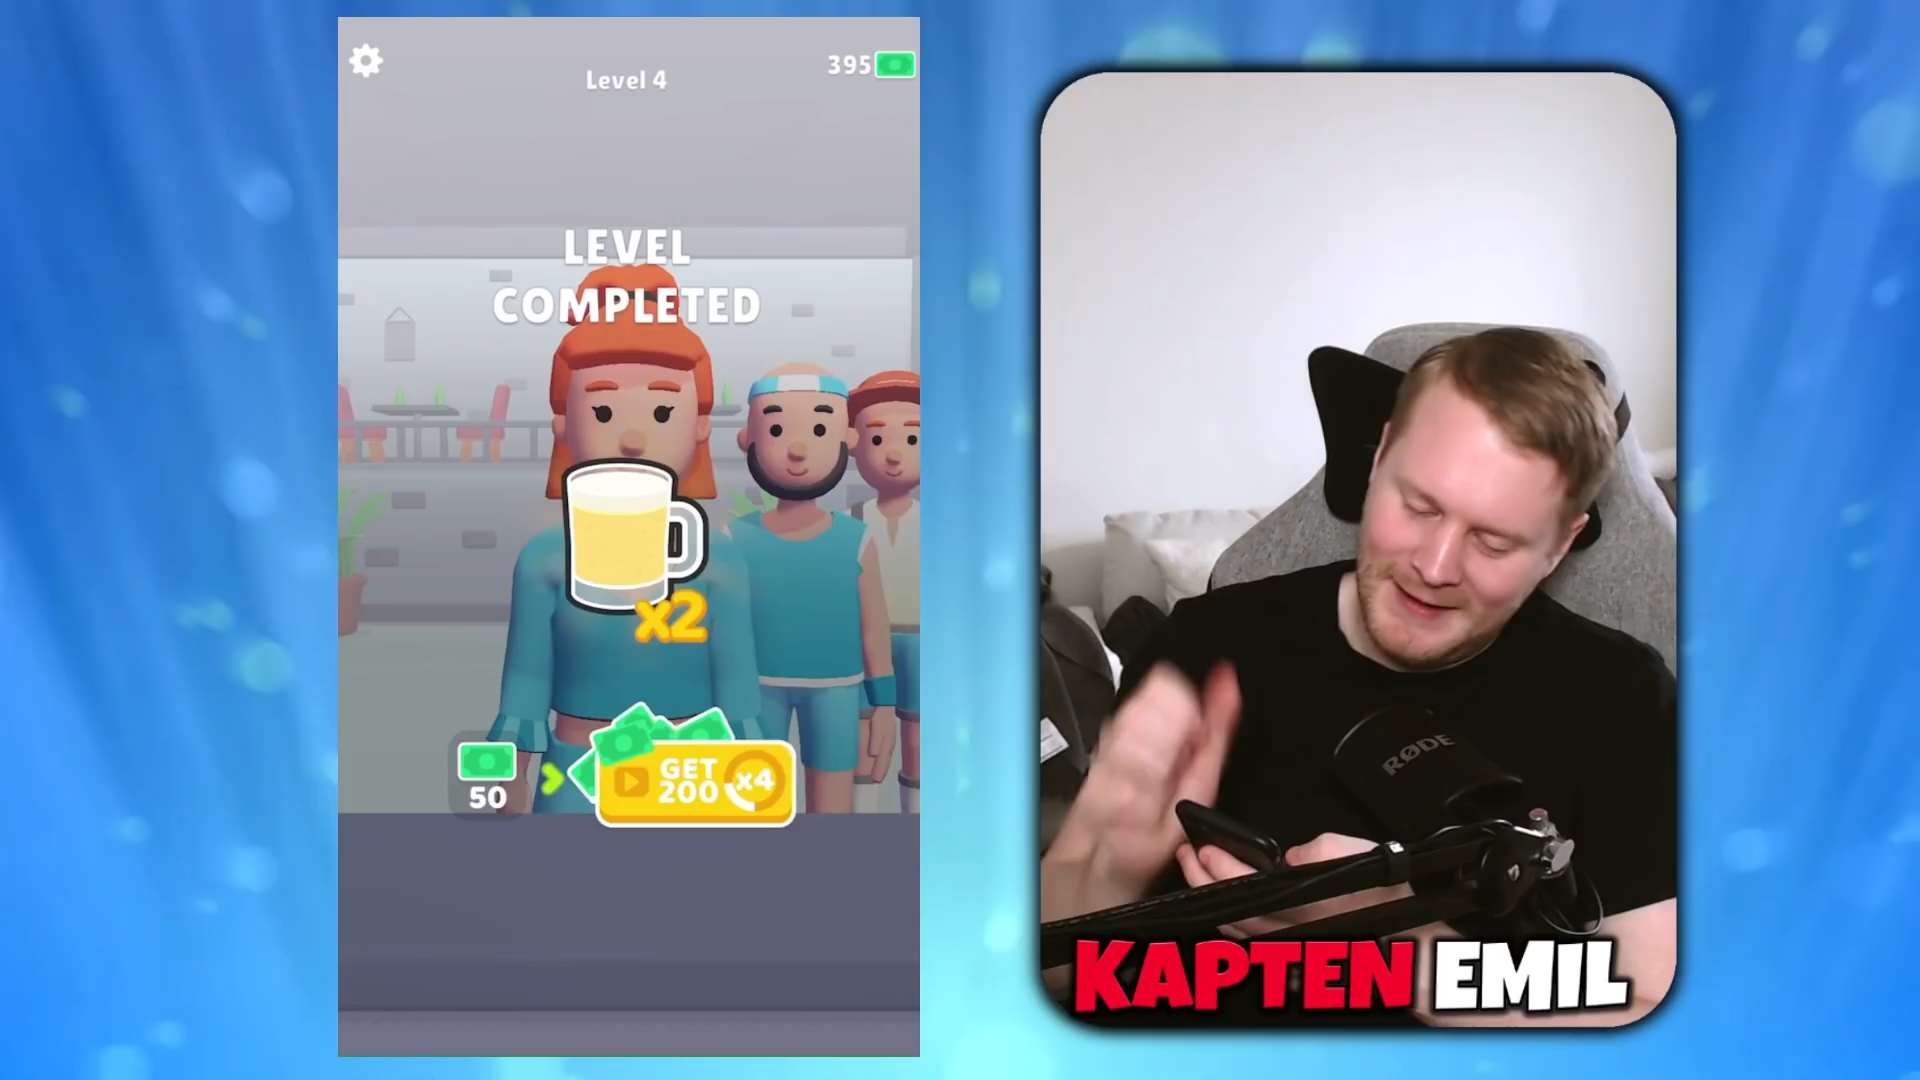 395
Level 4
LEVEL
COMPLETED
x2
50
GET
200
x4
RØDE
KAPTEN EMIL